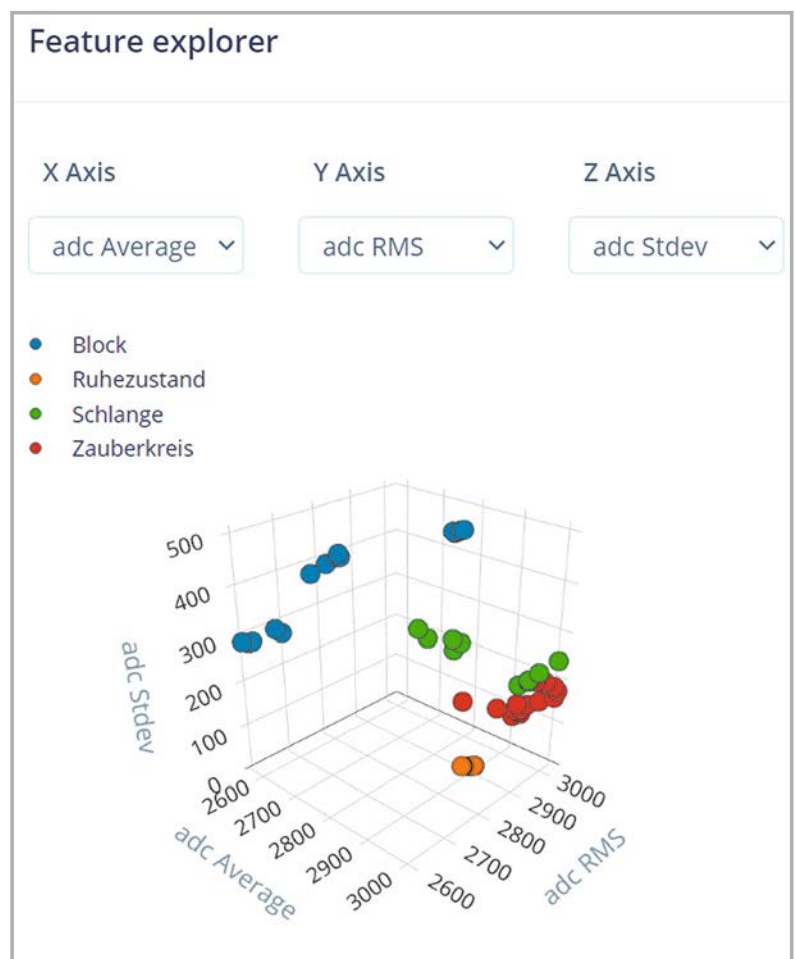 Feature explorer
X Axis Y Axis Z Axis
adc Average adc RMS adc Stdev
Block
Ruhezustand
Schlange
Zauberkreis
500
400
300
200
100
0
adc Stdev
2600
2700
2800
2900
3000
adc Average
3000
2900
2800
2700
2600
adc RMS